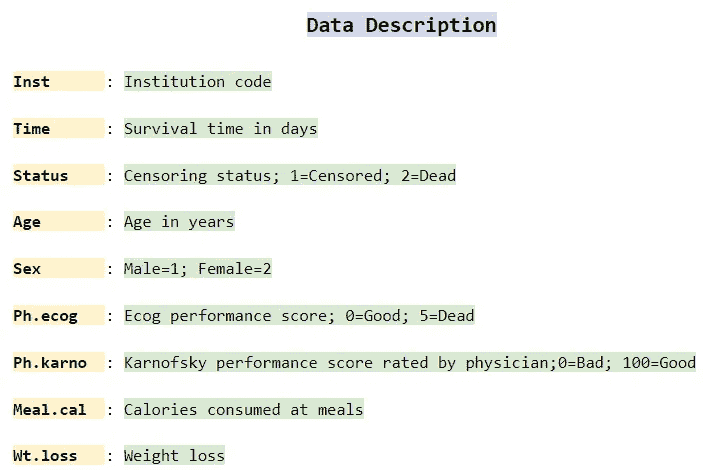 Data Description
Inst : Institution code
Time : Survival time in days
Status : Censoring status; 1=Censored; 2=Dead
Age : Age in years
Sex : Male=1; Female=2
Ph.ecog : Ecog performance score; 0=Good; 5=Dead
Ph.karno : Karnofsky performance score rated by physician;0=Bad; 100=Good
Meal.cal : Calories consumed at meals
Wt.loss : Weight loss